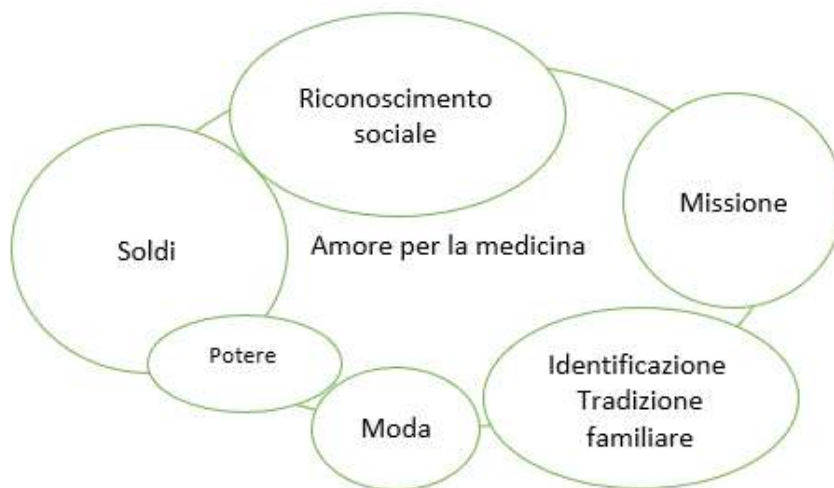 Riconoscimento
sociale
Missione
Soldi
Amore per la medicina
Potere
Identificazione
Tradizione
familiare
Moda